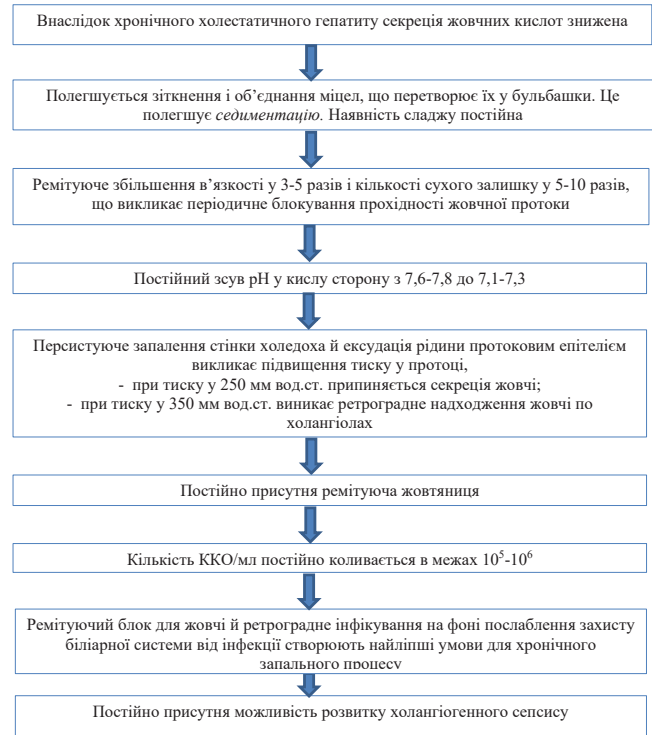 Внаслідок хронічного холестатичного гепатиту секреція жовчних кислот знижена
Полегшується зіткнення і об’єднання міцел, що перетворює їх у бульбашки. Це
полегшує седиментацію. Наявність сладжу постійна
Ремітуюче збільшення в’язкості у 3-5 разів і кількості сухого залишку у 5-10 разів,
що викликає періодичне блокування прохідності жовчної протоки
Постійний зсув рН у кислу сторону з 7,6-7,8 до 7,1-7,3
Персистуюче запалення стінки холедоха й ексудація рідини протоковим епітелієм
викликає підвищення тиску у протоці,
- при тиску у 250 мм вод.ст. припиняється секреція жовчі;
- при тиску у 350 мм вод.ст. виникає ретроградне надходження жовчі по
холангіолах
Постійно присутня ремітуюча жовтяниця
Кількість ККО/мл постійно коливається в межах 10⁵-10⁶
Ремітуючий блок для жовчі й ретроградне інфікування на фоні послаблення захисту
біліарної системи від інфекції створюють найліпші умови для хронічного
запального процесу
Постійно присутня можливість розвитку холангіогенного сепсису